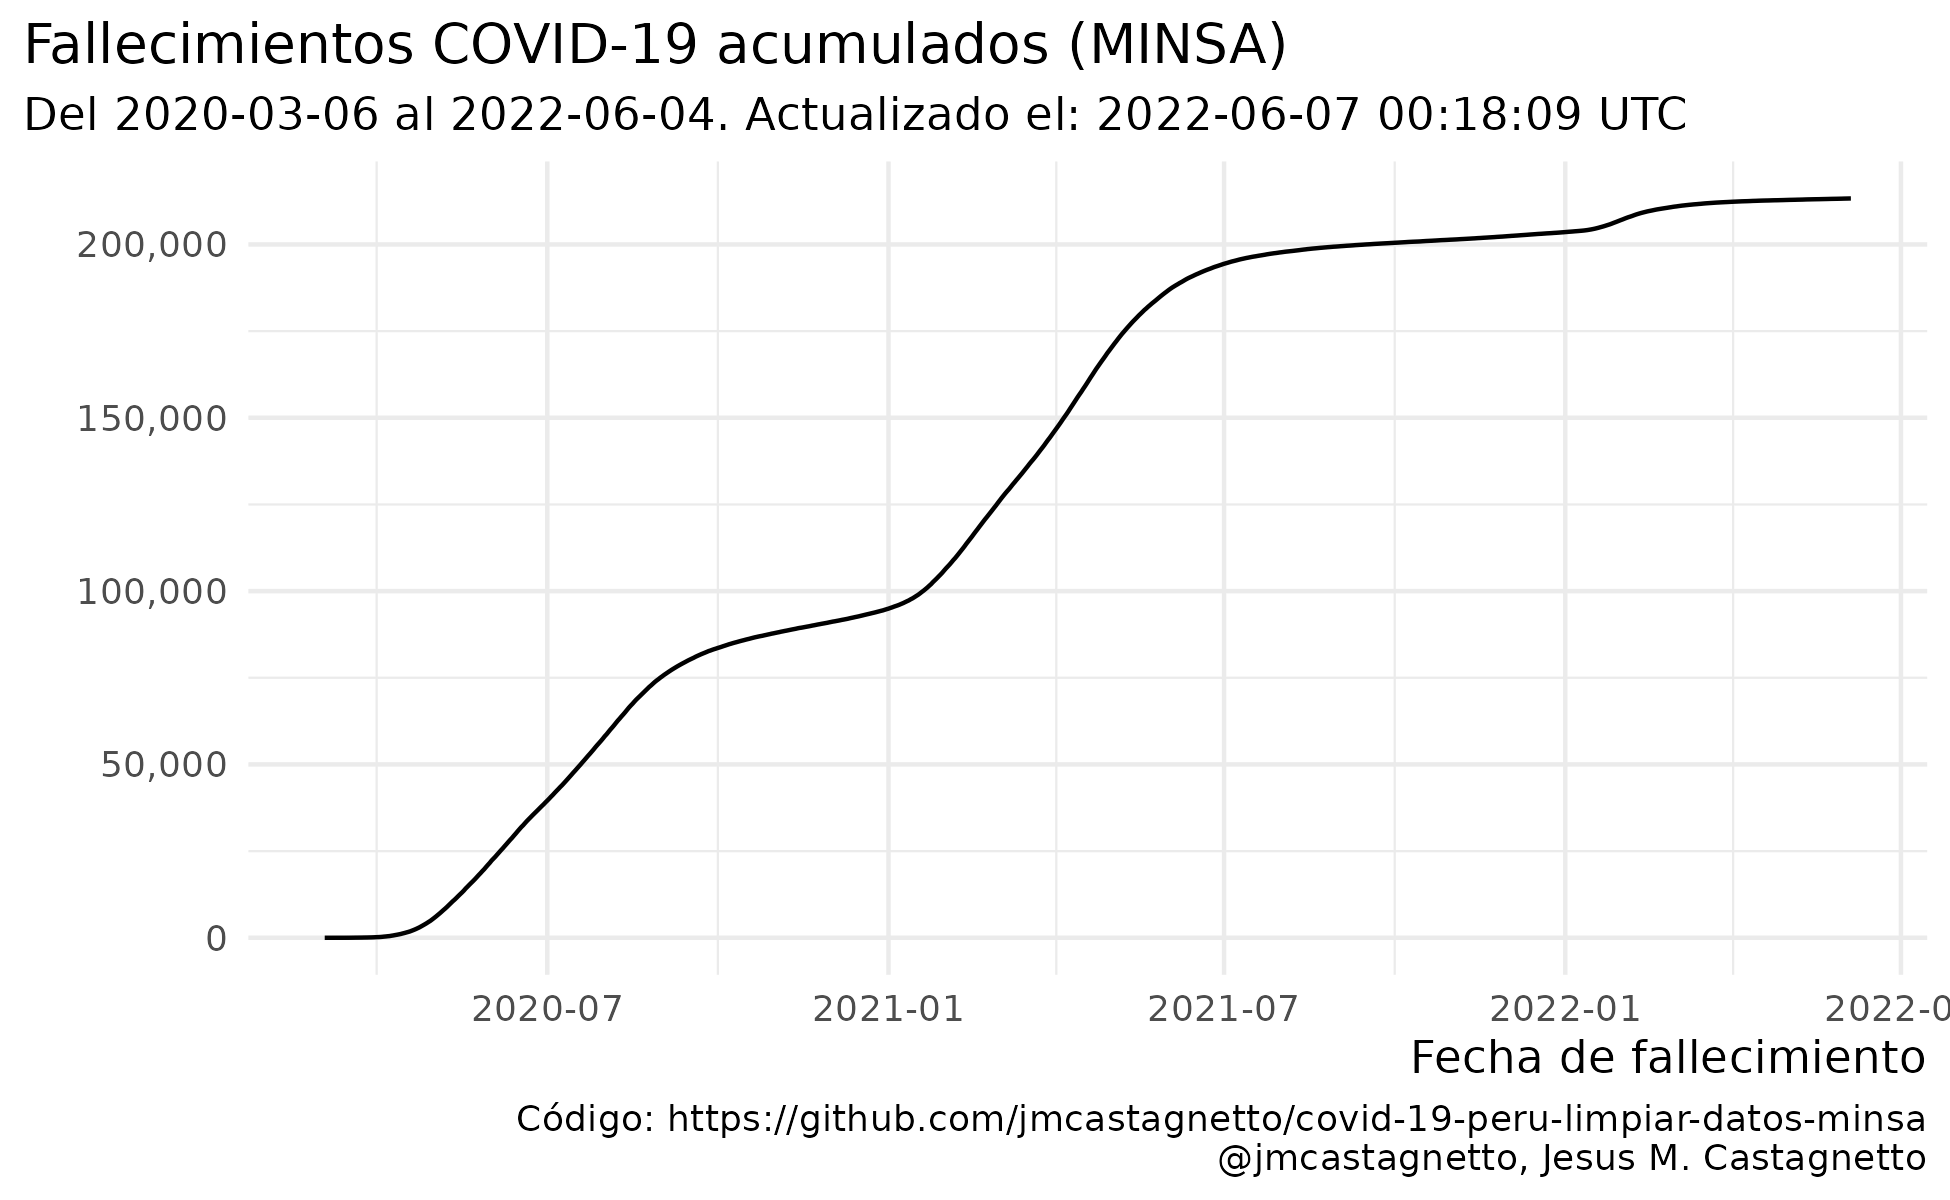 Fallecimientos COVID-19 acumulados (MINSA)
Del 2020-03-06 al 2022-06-04. Actualizado el: 2022-06-07 00:18:09 UTC
200,000
150,000
100,000
50,000
0
2020-07 2021-01 2021-07 2022-01 2022-0
Fecha de fallecimiento
Código: https://github.com/jmcastagnetto/covid-19-peru-limpiar-datos-minsa
@jmcastagnetto, Jesus M. Castagnetto